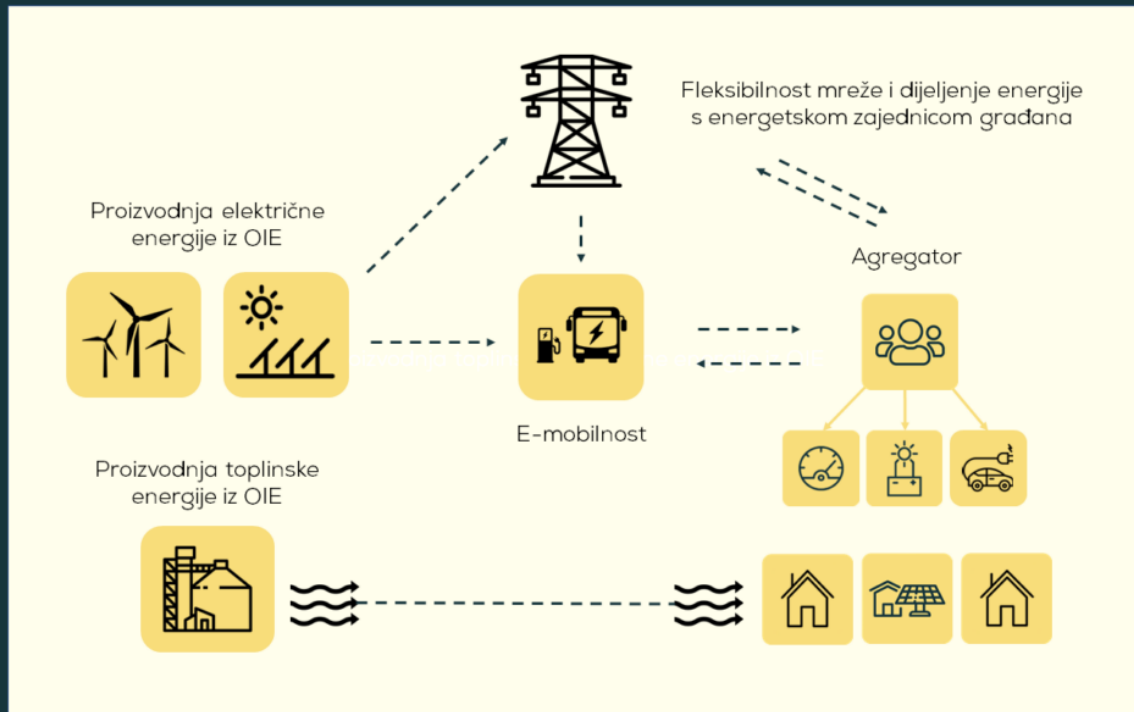 Fleksibilnost mreže i dijeljenje energije
s energetskom zajednicom građana
Proizvodnja električne
energije iz OIE
Agregator
E-mobilnost
Proizvodnja toplinske
energije iz OIE